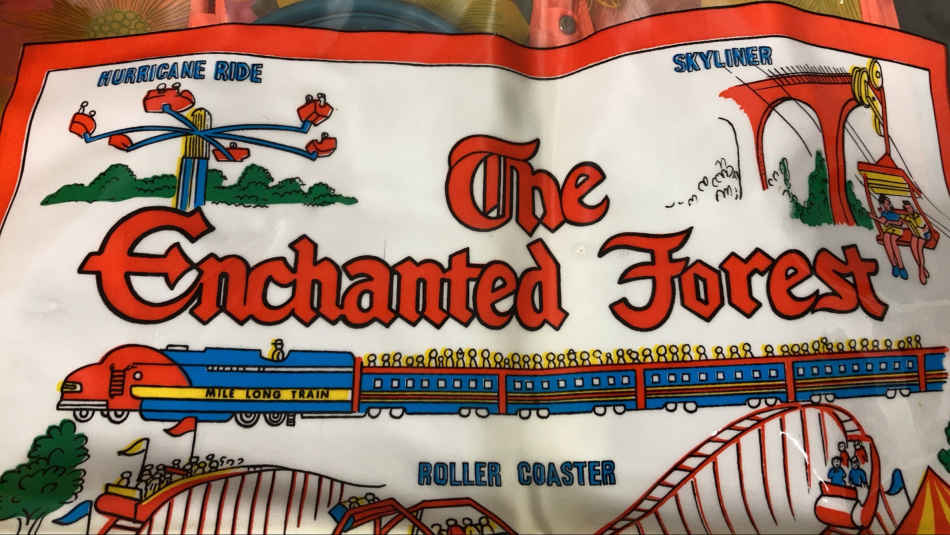 HURRICANE RIDE
SKYLINER
The
Enchanted Forest
MILE LONG TRAIN
ROLLER COASTER